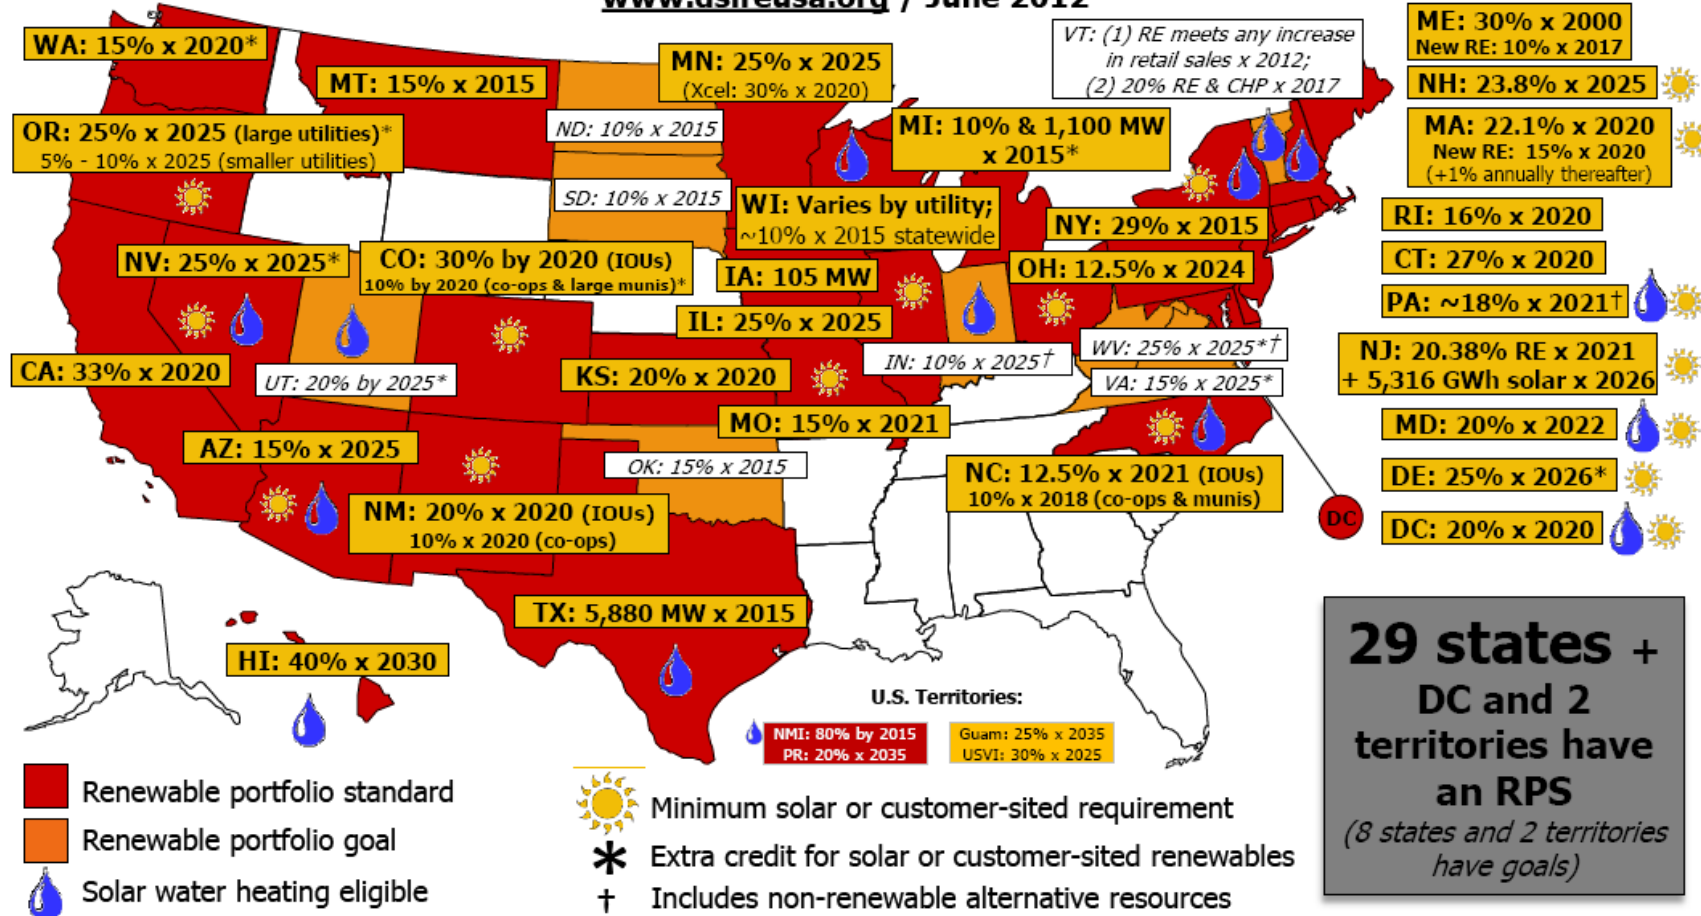 www.dsireusa.org / June 2012
WA: 15% x 2020*
MT: 15% x 2015
MN: 25% x 2025
(Xcel: 30% x 2020)
VT: (1) RE meets any increase
in retail sales x 2012;
(2) 20% RE & CHP x 2017
ME: 30% x 2000
New RE: 10% x 2017
NH: 23.8% x 2025
OR: 25% x 2025 (large utilities)*
5% - 10% x 2025 (smaller utilities)
ND: 10% x 2015
MI: 10% & 1,100 MW
x 2015*
MA: 22.1% x 2020
New RE: 15% x 2020
(+1% annually thereafter)
SD: 10% x 2015
WI: Varies by utility;
~10% x 2015 statewide
NY: 29% x 2015
RI: 16% x 2020
NV: 25% x 2025*
CO: 30% by 2020 (IOUs)
10% by 2020 (co-ops & large munis)*
IA: 105 MW
OH: 12.5% x 2024
CT: 27% x 2020
IL: 25% x 2025
PA: ~18% x 2021†
CA: 33% x 2020
UT: 20% by 2025*
KS: 20% x 2020
IN: 10% x 2025†
WV: 25% x 2025*†
VA: 15% x 2025*
NJ: 20.38% RE x 2021
+ 5,316 GWh solar x 2026
MO: 15% x 2021
MD: 20% x 2022
AZ: 15% x 2025
OK: 15% x 2015
NC: 12.5% x 2021 (IOUs)
10% x 2018 (co-ops & munis)
DE: 25% x 2026*
NM: 20% x 2020 (IOUs)
10% x 2020 (co-ops)
DC
DC: 20% x 2020
TX: 5,880 MW x 2015
HI: 40% x 2030
U.S. Territories:
NMI: 80% by 2015
PR: 20% x 2035
Guam: 25% x 2035
USVI: 30% x 2025
29 states +
DC and 2
territories have
an RPS
(8 states and 2 territories
have goals)
Renewable portfolio standard
Renewable portfolio goal
Solar water heating eligible
Minimum solar or customer-sited requirement
* Extra credit for solar or customer-sited renewables
† Includes non-renewable alternative resources